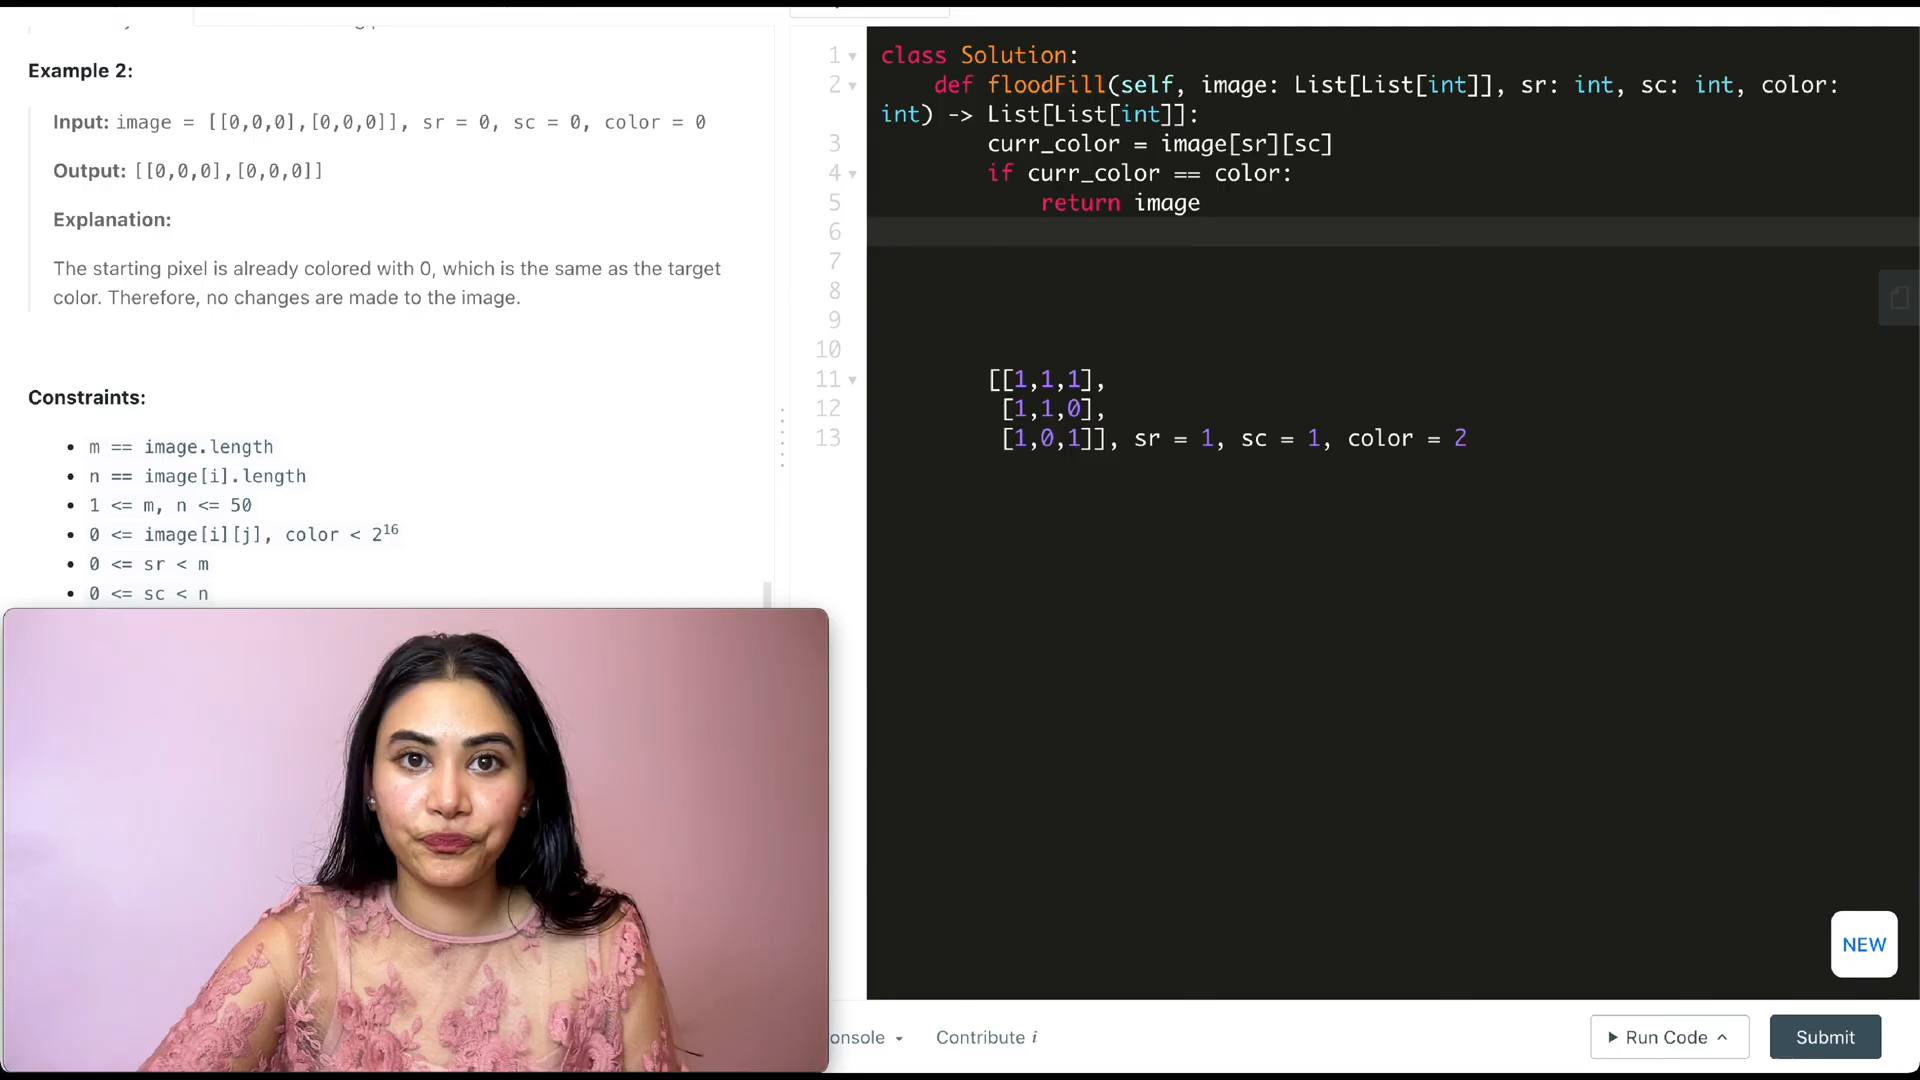 Example 2:
Input: image = [[0,0,0],[0,0,0]], sr = 0, sc = 0, color = 0
Output: [[0,0,0],[0,0,0]]
Explanation:
The starting pixel is already colored with 0, which is the same as the target
color. Therefore, no changes are made to the image.
Constraints:
• m == image.length
• n == image[i].length
• 1 <= m, n <= 50
• 0 <= image[i][j], color < 2¹⁶
• 0 <= sr < m
• 0 <= sc < n
1 class Solution:
2 def floodFill(self, image: List[List[int]], sr: int, sc: int, color:
int) -> List[List[int]]:
3 curr_color = image[sr][sc]
4 if curr_color == color:
5 return image
6
7
8
9
10
11 [[1,1,1],
12 [1,1,0],
13 [1,0,1]], sr = 1, sc = 1, color = 2
NEW
onsole Contribute i
Run Code Submit